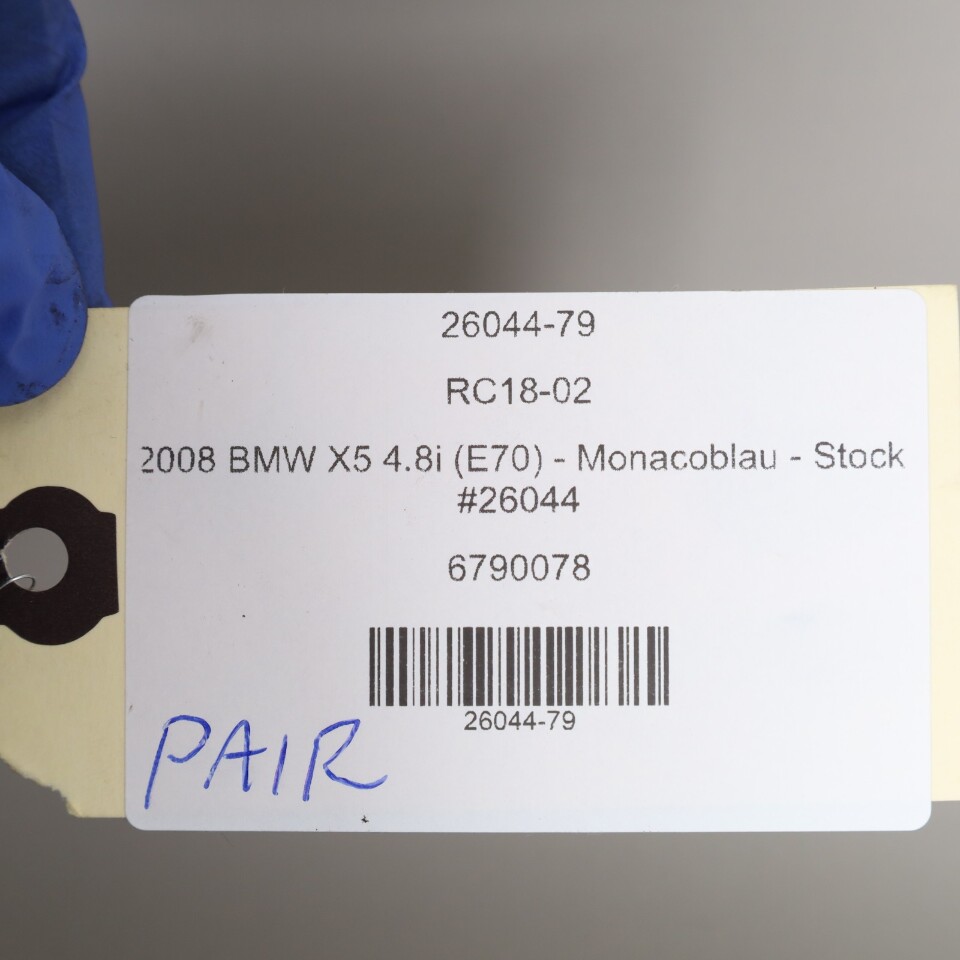 26044-79
RC18-02
2008 BMW X5 4.8i (E70) - Monacoblau - Stock
#26044
6790078
26044-79
PAIR